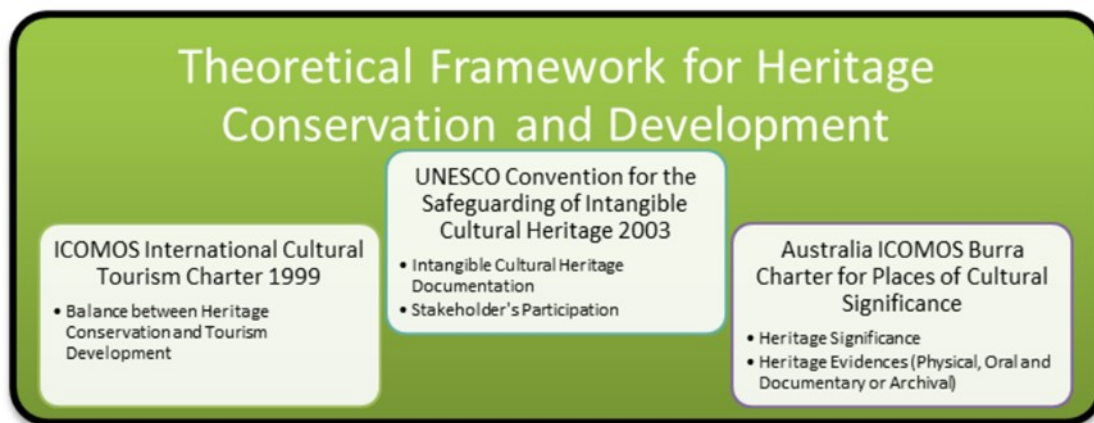 Theoretical Framework for Heritage
Conservation and Development
ICOMOS International Cultural
Tourism Charter 1999
• Balance between Heritage
Conservation and Tourism
Development
UNESCO Convention for the
Safeguarding of Intangible
Cultural Heritage 2003
• Intangible Cultural Heritage
Documentation
• Stakeholder's Participation
Australia ICOMOS Burra
Charter for Places of Cultural
Significance
• Heritage Significance
• Heritage Evidences (Physical, Oral and
Documentary or Archival)